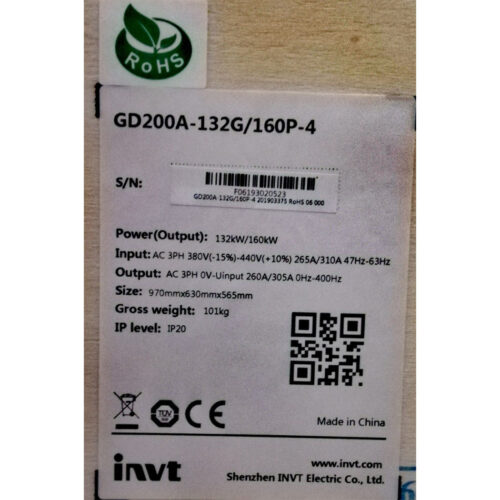 RoHS
GD200A-132G/160P-4
S/N:
F06193020523
GD200A-132G/160P-4 201903375 RoHS 06 000
Power(Output): 132kW/160kW
Input: AC 3PH 380V(-15%)-440V(+10%) 265A/310A 47Hz-63Hz
Output: AC 3PH 0V-Uinput 260A/305A 0Hz-400Hz
Size: 970mmx630mmx565mm
Gross weight: 101kg
IP level: IP20
TÜV
CE
Made in China
invt
www.invt.com
Shenzhen INVT Electric Co., Ltd.